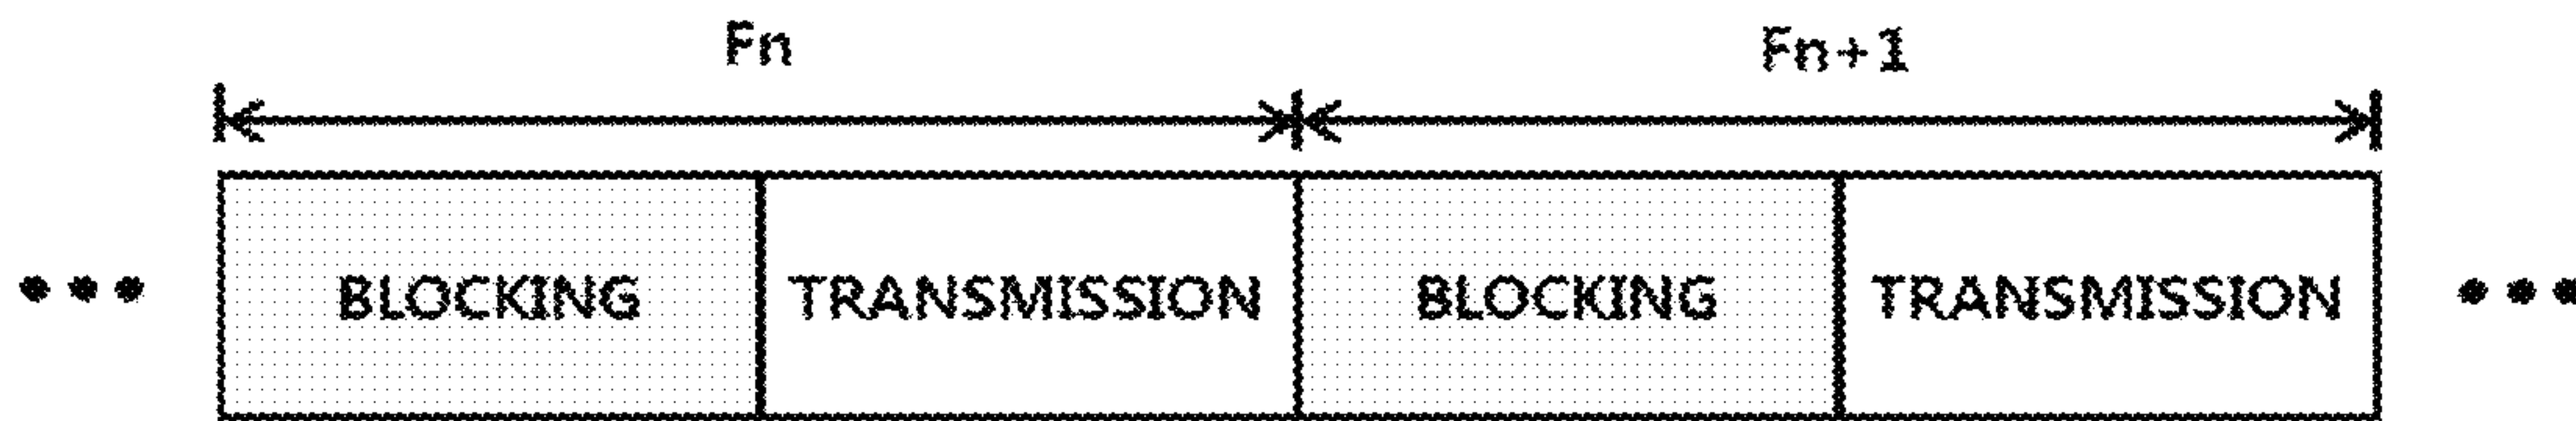 Fn Fn+1
••• BLOCKING TRANSMISSION BLOCKING TRANSMISSION •••